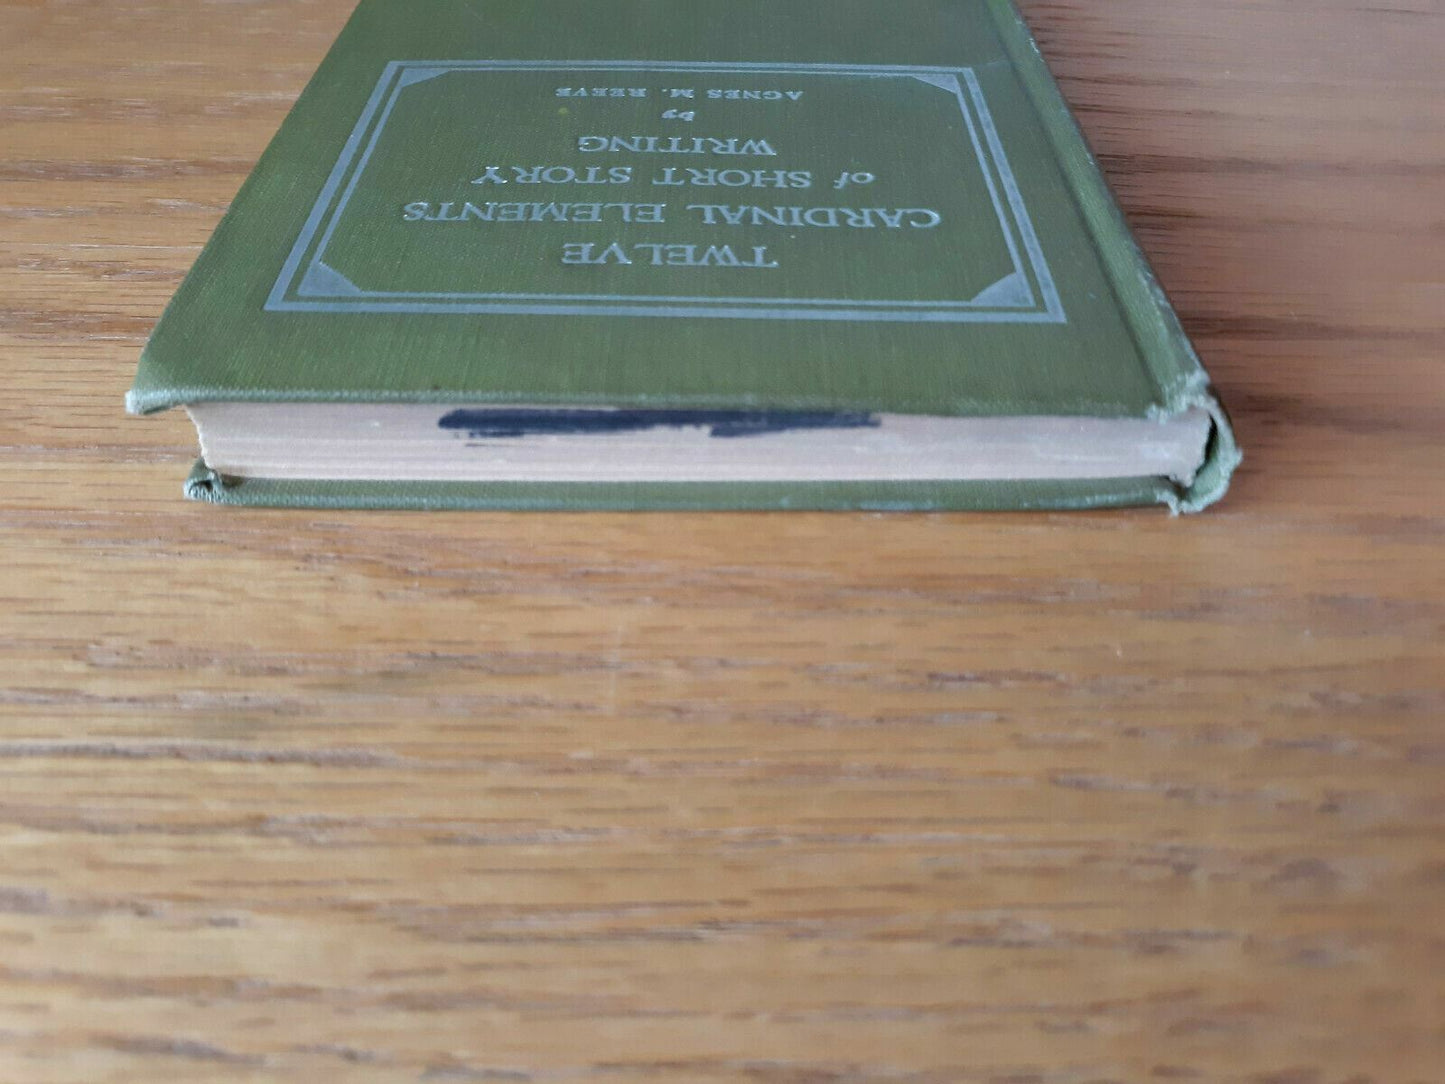 TWELVE
CARDINAL ELEMENTS
of SHORT STORY
WRITING
by
AGNES M. REEVE